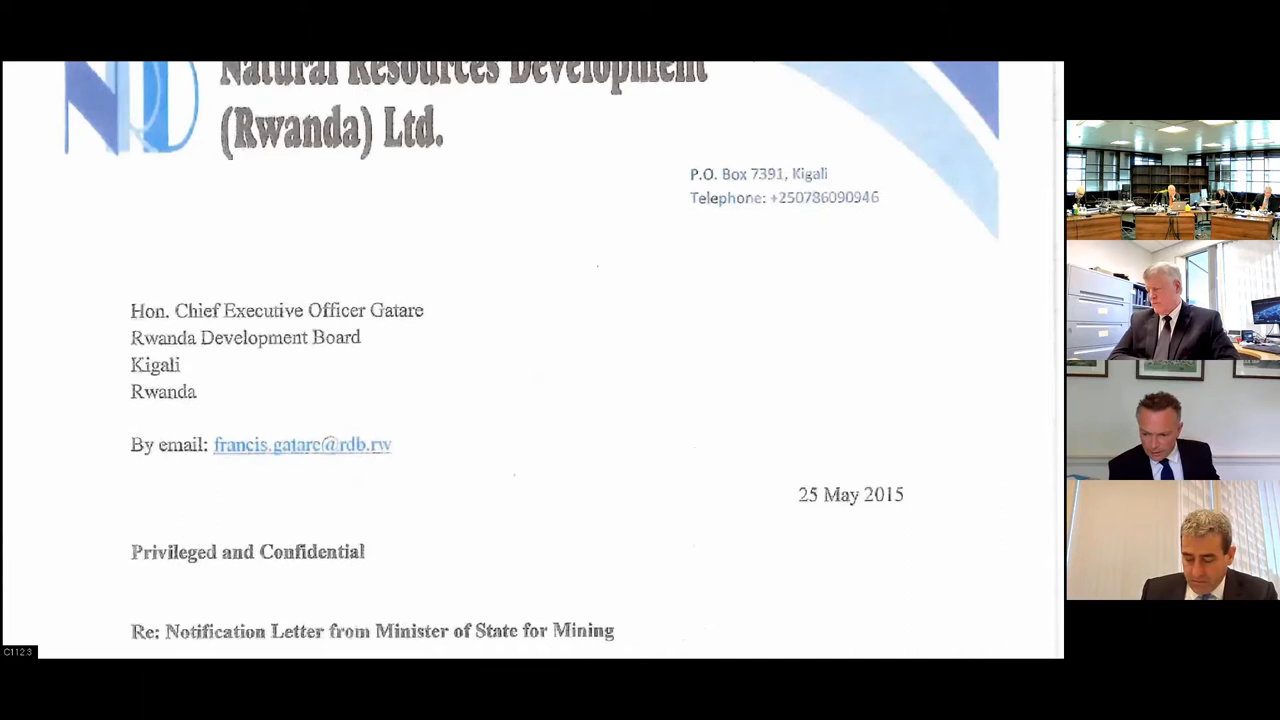 Natural Resources Development
(Rwanda) Ltd.
P.O. Box 7391, Kigali
Telephone: +250786090946
Hon. Chief Executive Officer Gatare
Rwanda Development Board
Kigali
Rwanda
By email: francis.gatare@rdb.rw
25 May 2015
Privileged and Confidential
Re: Notification Letter from Minister of State for Mining
C112.3